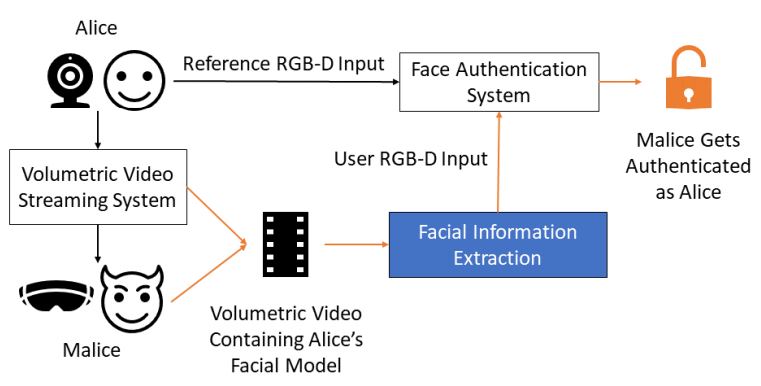 Alice
Reference RGB-D Input
Face Authentication
System
Malice Gets
Authenticated
as Alice
User RGB-D Input
Volumetric Video
Streaming System
Facial Information
Extraction
Malice
Volumetric Video
Containing Alice’s
Facial Model